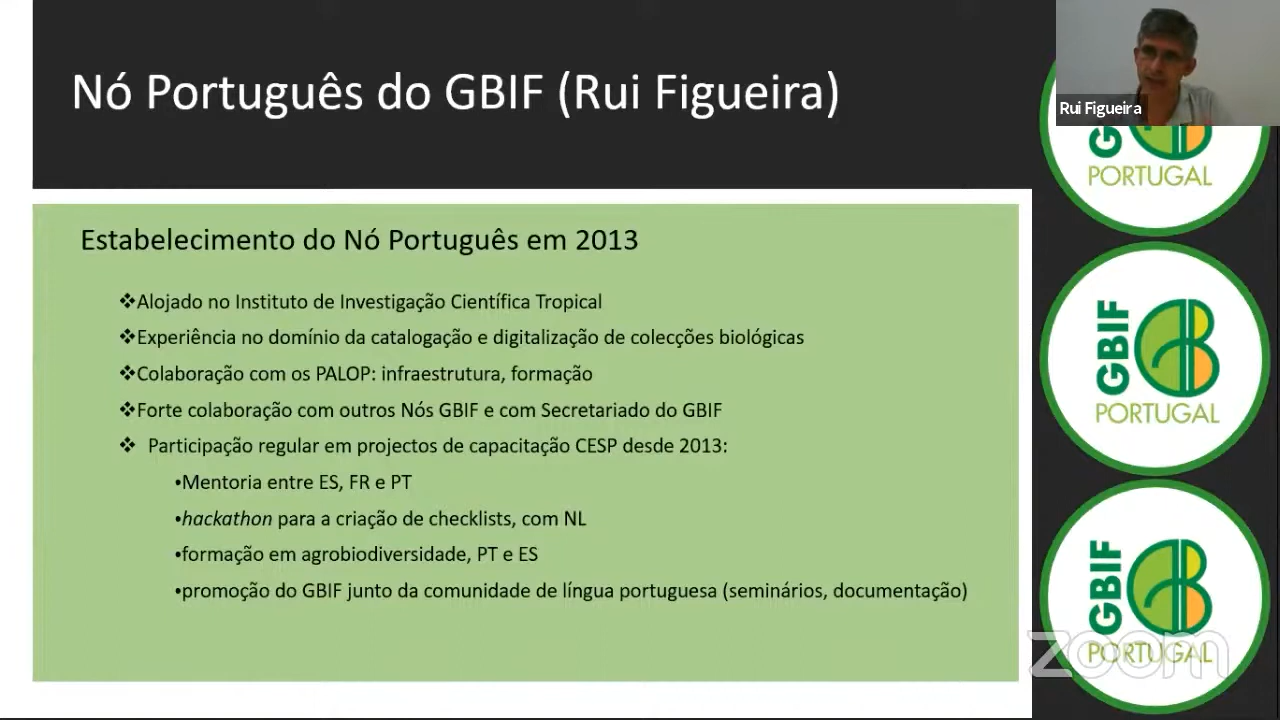 Nó Português do GBIF (Rui Figueira)
Rui Figueira
GBIF
PORTUGAL
Estabelecimento do Nó Português em 2013
❖Alojado no Instituto de Investigação Científica Tropical
❖Experiência no domínio da catalogação e digitalização de colecções biológicas
❖Colaboração com os PALOP: infraestrutura, formação
❖Forte colaboração com outros Nós GBIF e com Secretariado do GBIF
❖ Participação regular em projectos de capacitação CESP desde 2013:
•Mentoria entre ES, FR e PT
•hackathon para a criação de checklists, com NL
•formação em agrobiodiversidade, PT e ES
•promoção do GBIF junto da comunidade de língua portuguesa (seminários, documentação)
GBIF
PORTUGAL
GBIF
PORTUGAL
zoom